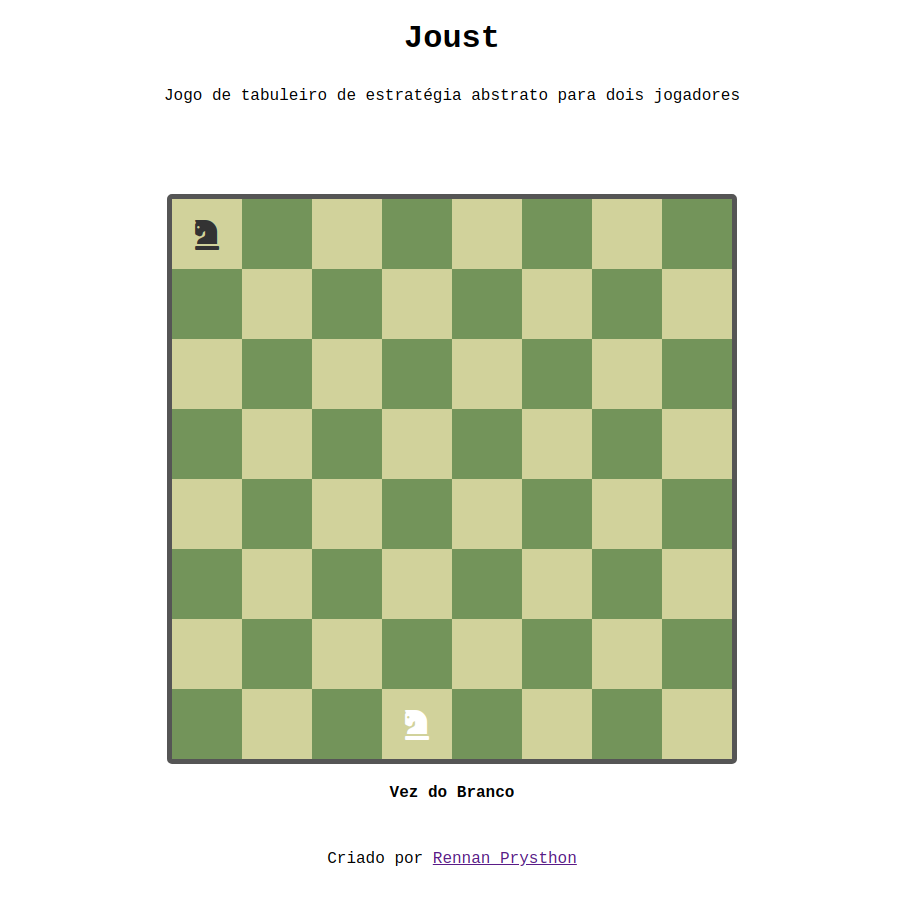 Joust
Jogo de tabuleiro de estratégia abstrato para dois jogadores
Vez do Branco
Criado por Rennan Prysthon